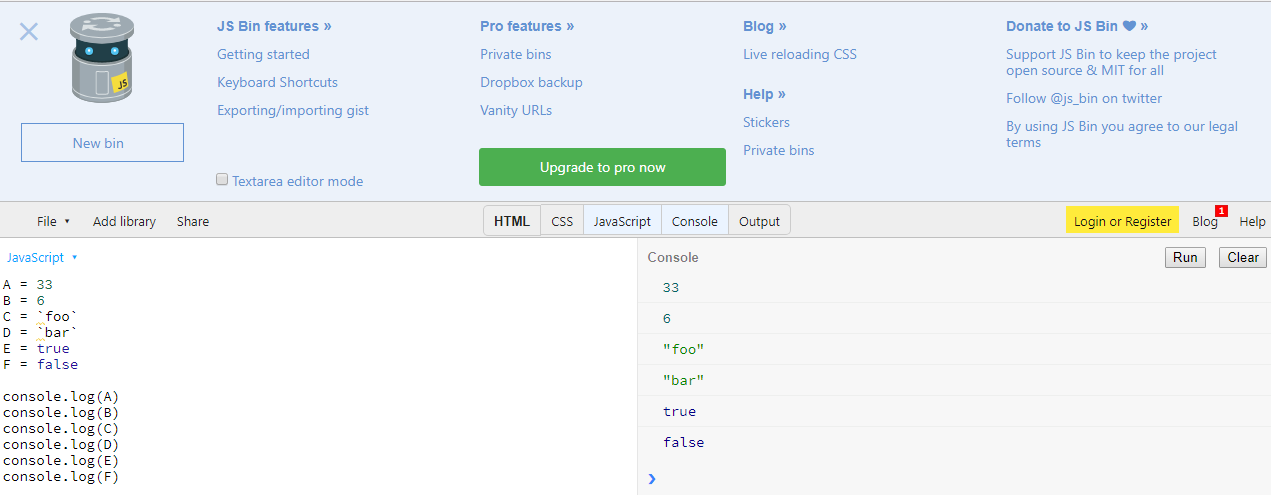 JS Bin features »
Getting started
Keyboard Shortcuts
Exporting/importing gist
Pro features »
Private bins
Dropbox backup
Vanity URLs
Upgrade to pro now
Blog »
Live reloading CSS
Help »
Stickers
Private bins
Donate to JS Bin ❤ »
Support JS Bin to keep the project
open source & MIT for all
Follow @js_bin on twitter
By using JS Bin you agree to our legal
terms
JS
New bin
Textarea editor mode
File ▾ Add library Share HTML CSS JavaScript Console Output Login or Register Blog 1 Help
JavaScript ▾
A = 33
B = 6
C = `foo`
D = `bar`
E = true
F = false
console.log(A)
console.log(B)
console.log(C)
console.log(D)
console.log(E)
console.log(F)
Console Run Clear
33
6
"foo"
"bar"
true
false